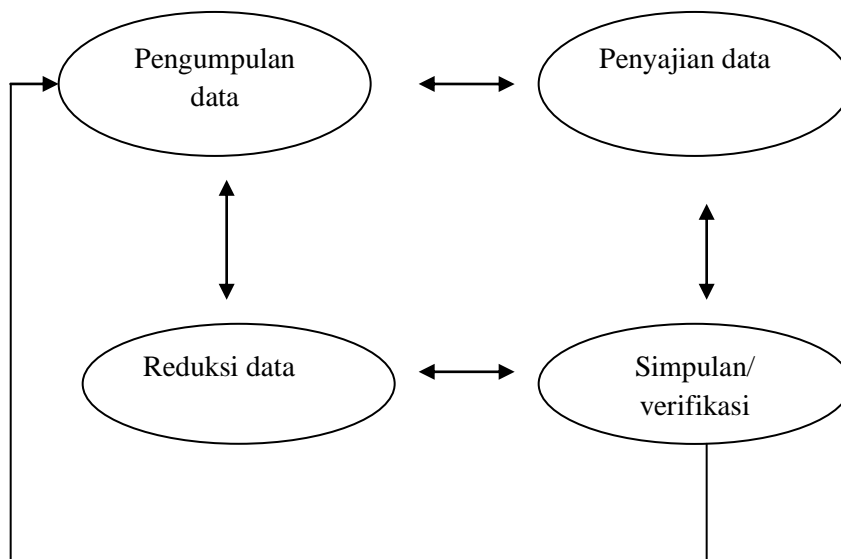 Pengumpulan
data
Penyajian data
Reduksi data
Simpulan/
verifikasi